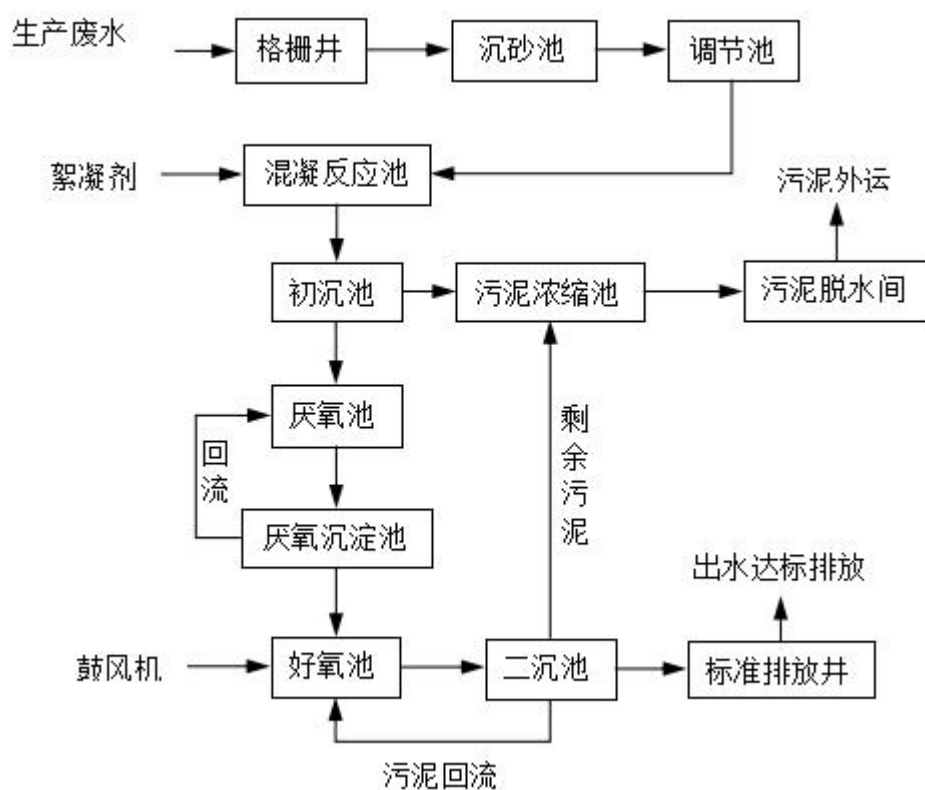 生产废水
格栅井
沉砂池
调节池
絮凝剂
混凝反应池
污泥外运
初沉池
污泥浓缩池
污泥脱水间
厌氧池
回流
剩余污泥
厌氧沉淀池
出水达标排放
鼓风机
好氧池
二沉池
标准排放井
污泥回流